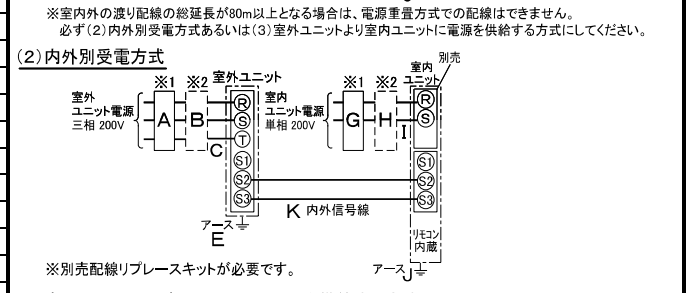 ※室内外の渡り配線の総延長が80m以上となる場合は、電源重畳方式での配線はできません。
必ず(2)内外別受電方式あるいは(3)室外ユニットより室内ユニットに電源を供給する方式にしてください。
(2)内外別受電方式
別売
※1 ※2 室外ユニット ※1 ※2 室内ユニット
室外
ユニット電源
三相 200V
A B C
R
S
T
S1
S2
S3
室内
ユニット電源
単相 200V
G H I
R
S
S1
S2
S3
K 内外信号線
アース
E
リモコン
内蔵
※別売配線リプレースキットが必要です。
アース J